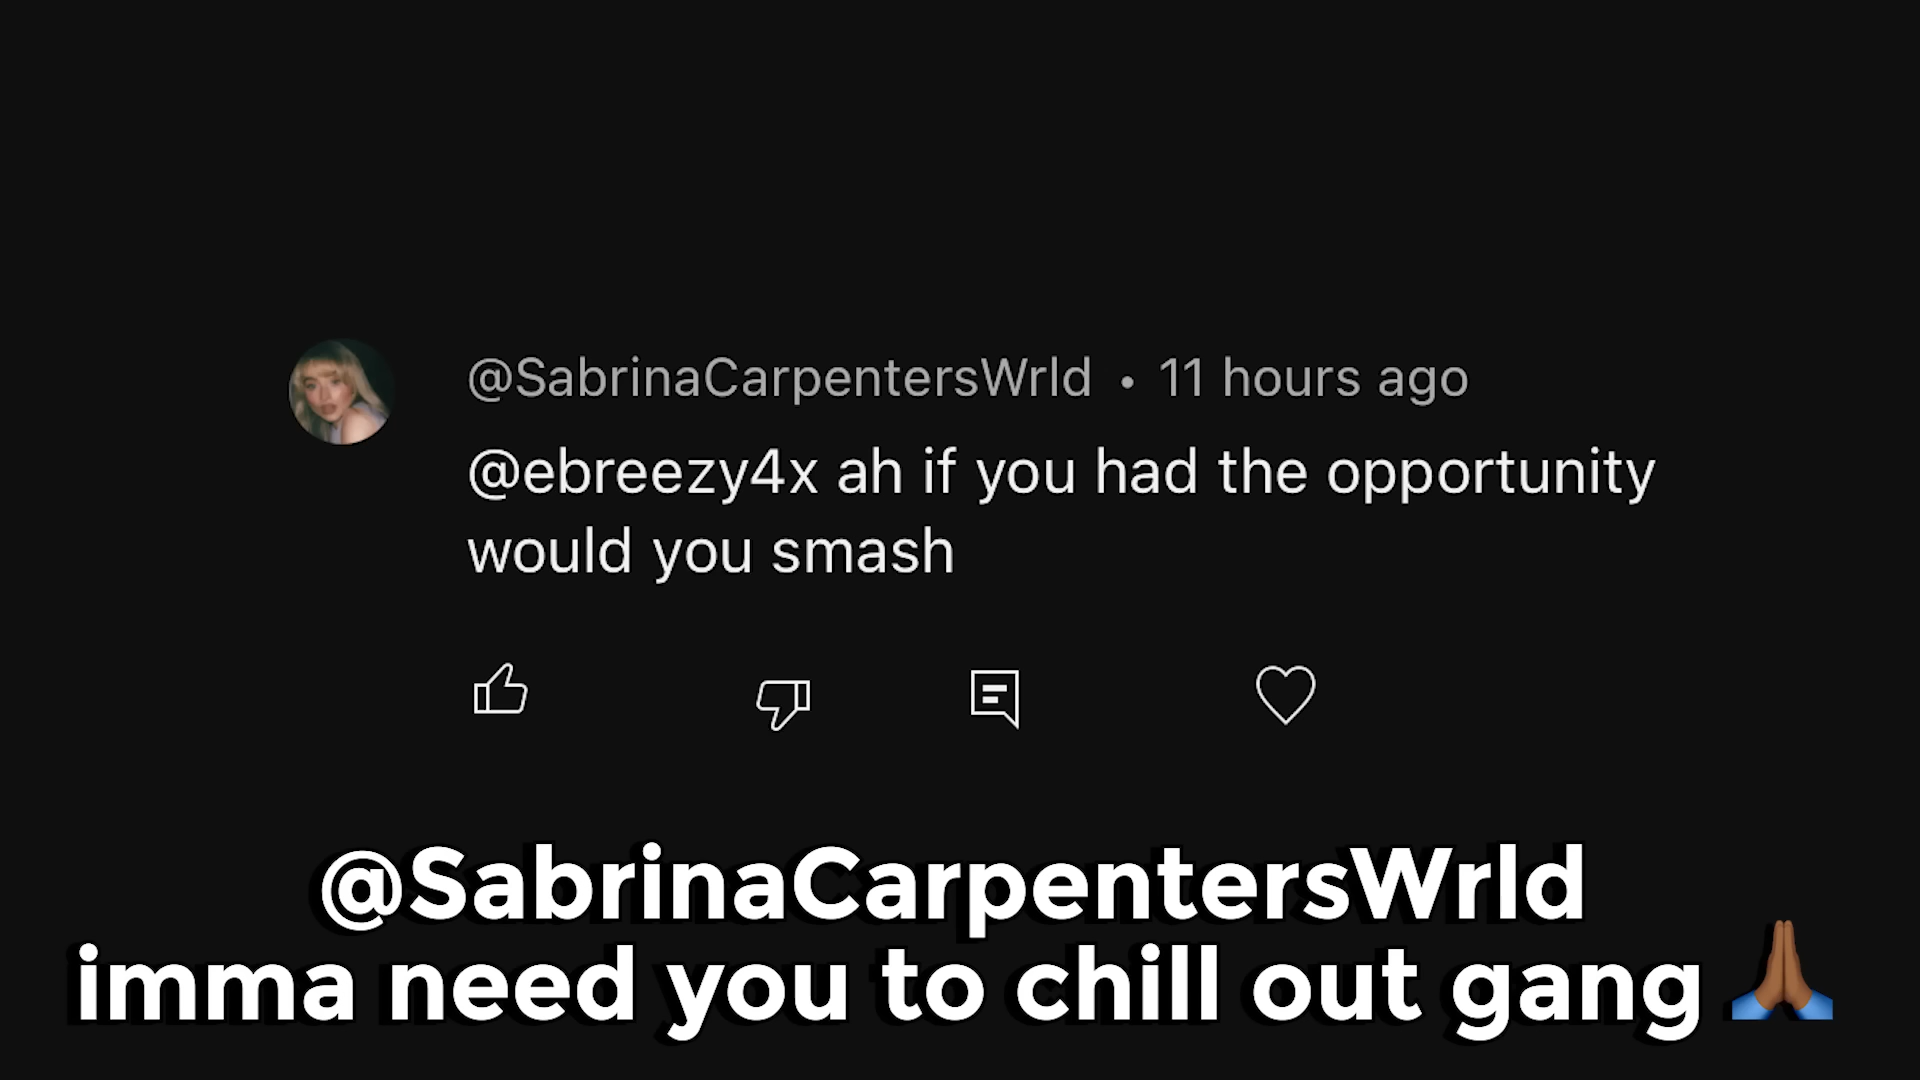 @SabrinaCarpentersWrld • 11 hours ago
@ebreezy4x ah if you had the opportunity
would you smash
@SabrinaCarpentersWrld
imma need you to chill out gang 🙏🏾